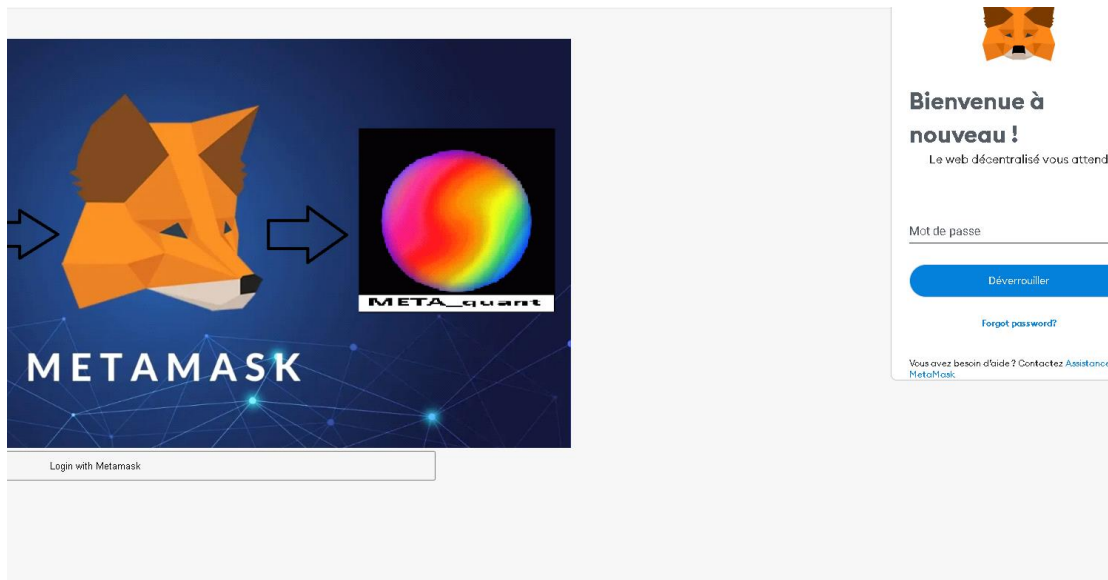 META_quant
METAMASK
Login with Metamask
Bienvenue à
nouveau !
Le web décentralisé vous attend
Mot de passe
Déverrouiller
Forgot password?
Vous avez besoin d'aide ? Contactez Assistance
MetaMask